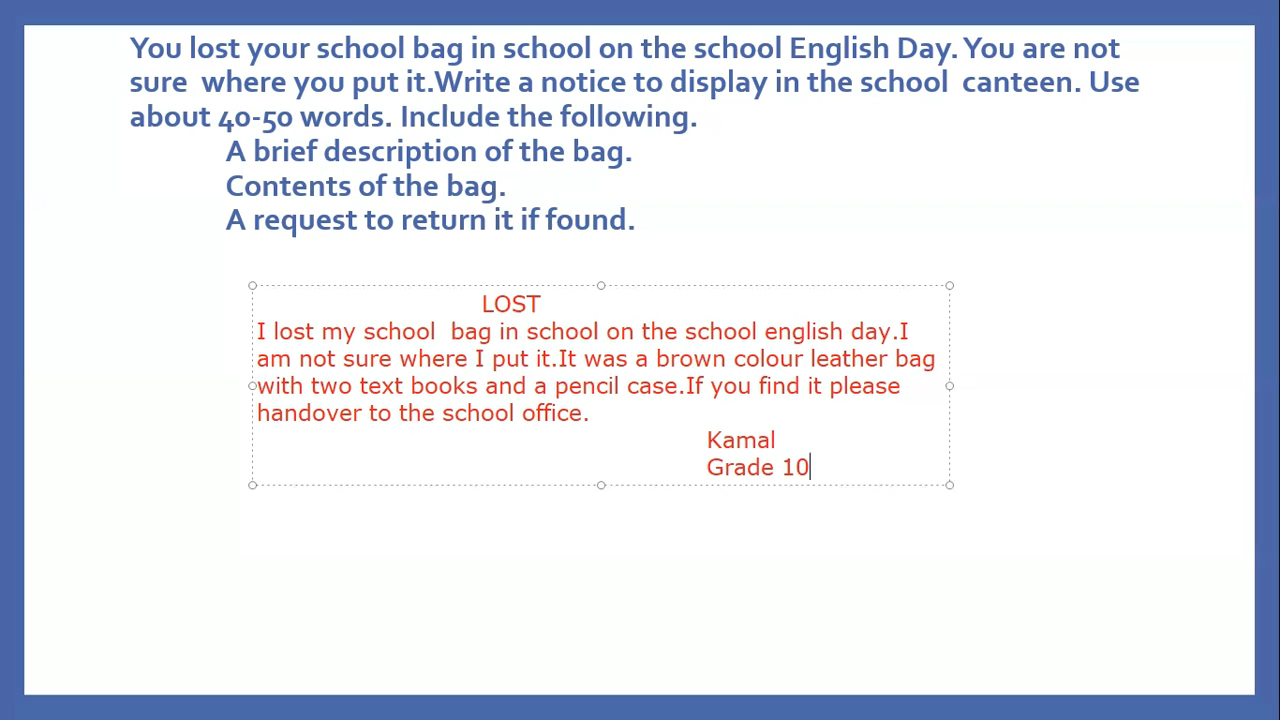 You lost your school bag in school on the school English Day. You are not
sure  where you put it.Write a notice to display in the school  canteen. Use
about 40-50 words. Include the following.
A brief description of the bag.
Contents of the bag.
A request to return it if found.
LOST
I lost my school  bag in school on the school english day.I
am not sure where I put it.It was a brown colour leather bag
with two text books and a pencil case.If you find it please
handover to the school office.
Kamal
Grade 10